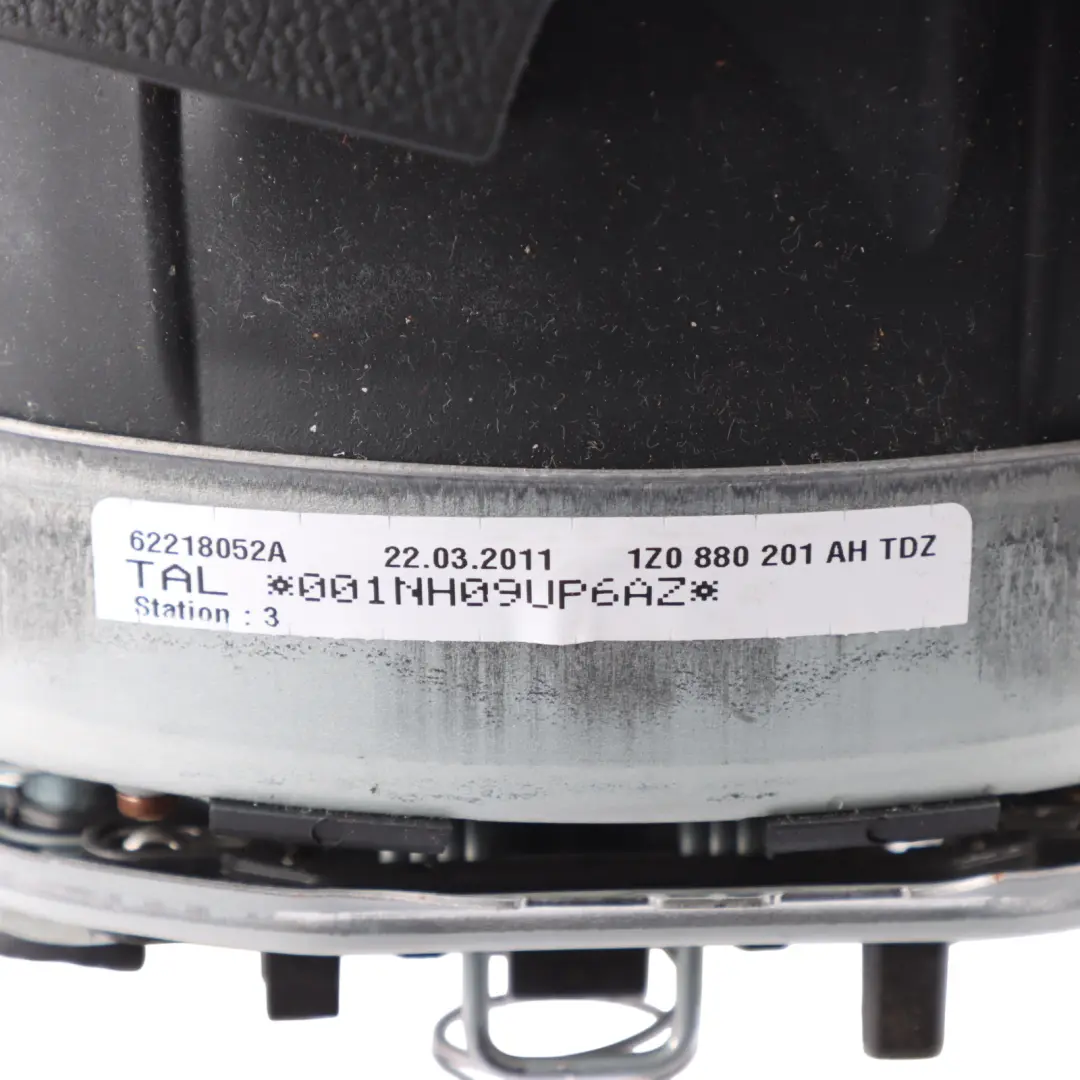 62218052A 22.03.2011 1Z0 880 201 AH TDZ
TAL *001NH09UP6AZ*
Station : 3